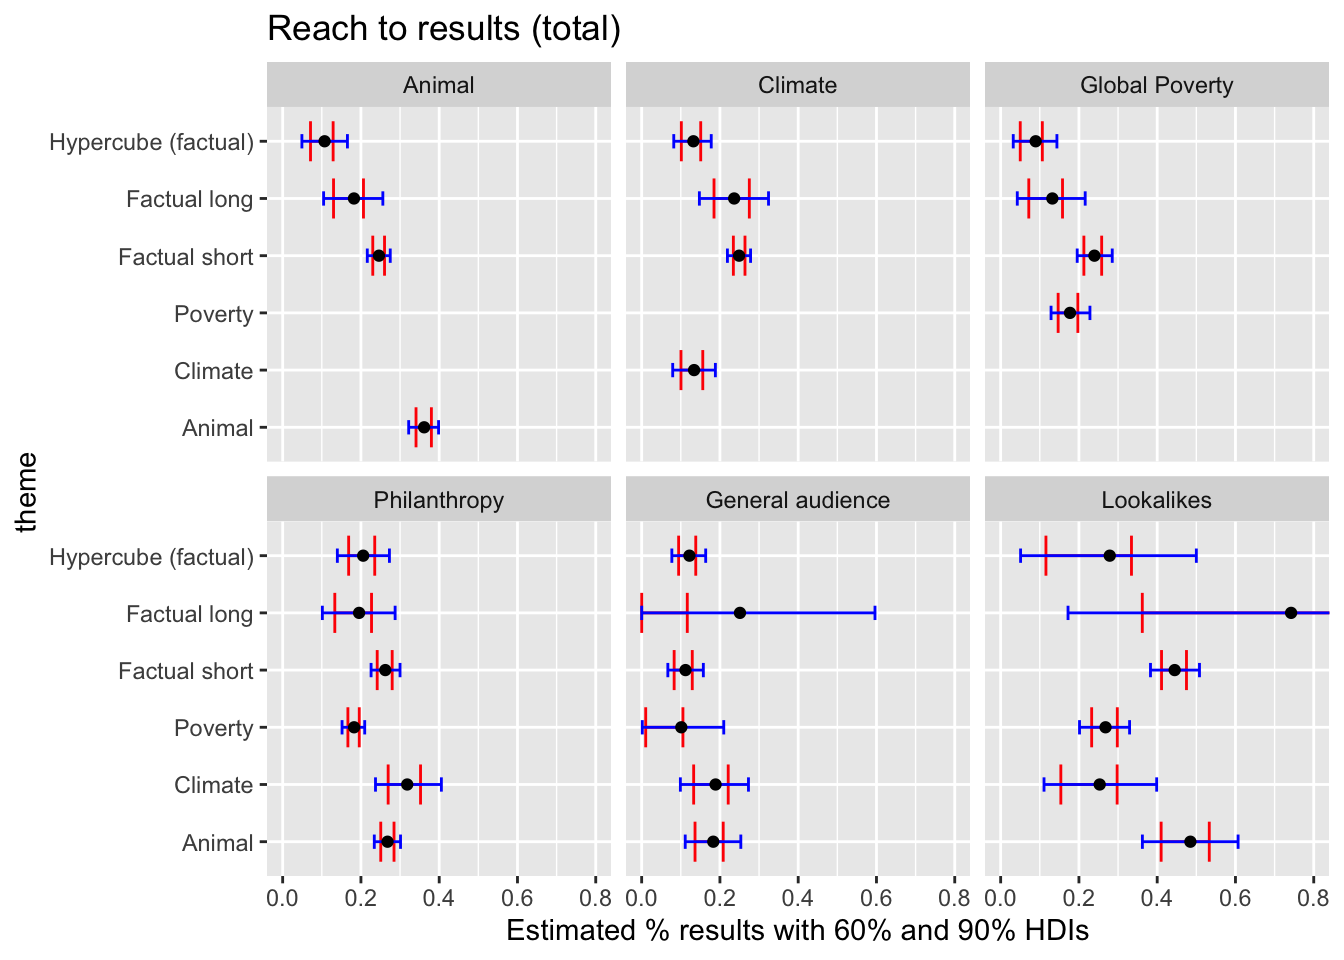 Reach to results (total)
Animal
Climate
Global Poverty
Hypercube (factual)
Factual long
Factual short
Poverty
Climate
Animal
theme
Philanthropy
General audience
Lookalikes
Hypercube (factual)
Factual long
Factual short
Poverty
Climate
Animal
0.0 0.2 0.4 0.6 0.8
0.0 0.2 0.4 0.6 0.8
0.0 0.2 0.4 0.6 0.8
Estimated % results with 60% and 90% HDIs